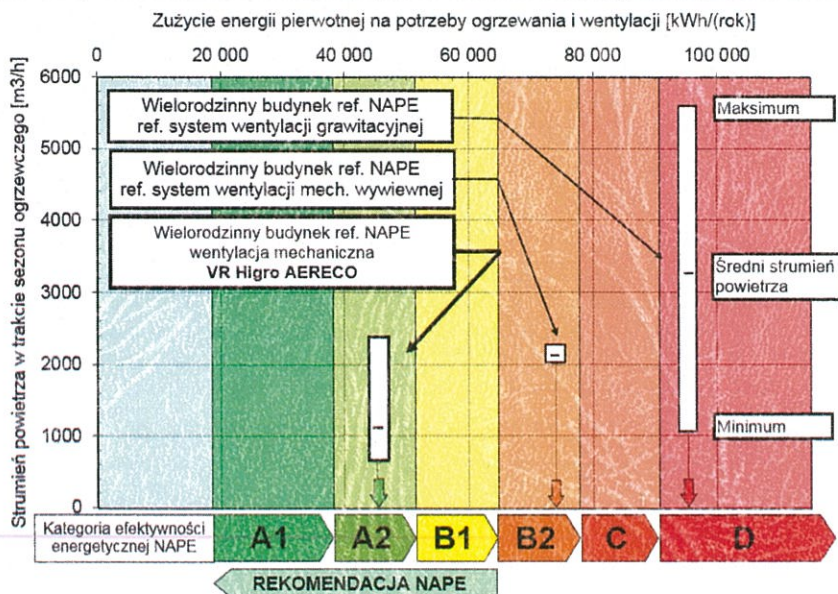 Zużycie energii pierwotnej na potrzeby ogrzewania i wentylacji [kWh/(rok)]
0 20 000 40 000 60 000 80 000 100 000
Strumień powietrza w trakcie sezonu ogrzewczego [m3/h]
6000
5000
4000
3000
2000
1000
0
Wielorodzinny budynek ref. NAPE
ref. system wentylacji grawitacyjnej
Wielorodzinny budynek ref. NAPE
ref. system wentylacji mech. wywiewnej
Wielorodzinny budynek ref. NAPE
wentylacja mechaniczna
VR Higro AERECO
Maksimum
Średni strumień
powietrza
Minimum
Kategoria efektywności
energetycznej NAPE
A1 A2 B1 B2 C D
REKOMENDACJA NAPE